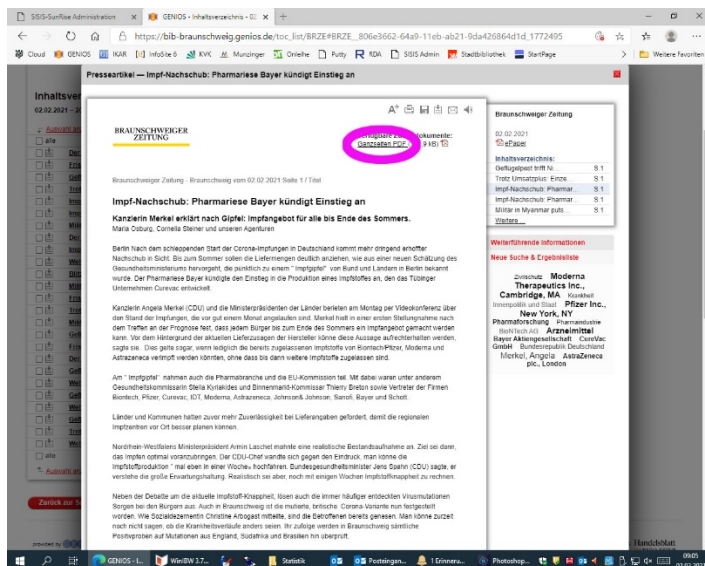 SISIS-SunRise Administration
GENIOS - Inhaltsverzeichnis - 02.
https://bib-braunschweig.genios.de/toc_list/BRZE#BRZE__806e3662-64a9-11eb-ab21-9da426864d1d_1772495
Cloud
GENIOS
IKAR
InfoSite 6
KVK
Munzinger
Onleihe
Putty
RDA
SISIS Admin
Stadtbibliothek
StartPage
Weitere Favoriten
Presseartikel — Impf-Nachschub: Pharmariese Bayer kündigt Einstieg an
alle
alle
BRAUNSCHWEIGER
ZEITUNG
Ganzseiten PDF
Braunschweiger Zeitung - Braunschweig vom 02.02.2021 Seite 1 / Titel
Impf-Nachschub: Pharmariese Bayer kündigt Einstieg an
Kanzlerin Merkel erklärt nach Gipfel: Impfangebot für alle bis Ende des Sommers.
Maria Osburg, Cornelia Steiner und unseren Agenturen
Berlin Nach dem schleppenden Start der Corona-Impfungen in Deutschland kommt mehr dringend erhoffter
Nachschub in Sicht. Bis zum Sommer sollen die Liefermengen deutlich anziehen, wie aus einer neuen Schätzung des
Gesundheitsministeriums hervorgeht, die pünktlich zu einem " Impfgipfel" von Bund und Ländern in Berlin bekannt
wurde. Der Pharmariese Bayer kündigte den Einstieg in die Produktion eines Impfstoffes an, den das Tübinger
Unternehmen Curevac entwickelt.
Kanzlerin Angela Merkel (CDU) und die Ministerpräsidenten der Länder berieten am Montag per Videokonferenz über
den Stand der Impfungen, die vor gut einem Monat angelaufen sind. Merkel hielt in einer ersten Stellungnahme nach
dem Treffen an der Prognose fest, dass jedem Bürger bis zum Ende des Sommers ein Impfangebot gemacht werden
kann. Vor dem Hintergrund der aktuellen Lieferzusagen der Hersteller könne diese Aussage aufrechterhalten werden,
sagte sie. Dies gelte sogar, wenn lediglich die bereits zugelassenen Impfstoffe von Biontech/Pfizer, Moderna und
Astrazeneca verimpft werden könnten, ohne dass bis dann weitere Impfstoffe zugelassen sind.
Am " Impfgipfel" nahmen auch die Pharmabranche und die EU-Kommission teil. Mit dabei waren unter anderem
Gesundheitskommissarin Stella Kyriakides und Binnenmarkt-Kommissar Thierry Breton sowie Vertreter der Firmen
Biontech, Pfizer, Curevac, IDT, Moderna, Astrazeneca, Johnson& Johnson, Sanofi, Bayer und Schott.
Länder und Kommunen hatten zuvor mehr Zuverlässigkeit bei Lieferangaben gefordert, damit die regionalen
Impfzentren vor Ort besser planen können.
Nordrhein-Westfalens Ministerpräsident Armin Laschet mahnte eine realistische Bestandsaufnahme an. Ziel sei dann,
das Impfen optimal voranzubringen. Der CDU-Chef wandte sich gegen den Eindruck, man könne die
Impfstoffproduktion " mal eben in einer Woche« hochfahren. Bundesgesundheitsminister Jens Spahn (CDU) sagte, er
verstehe die große Erwartungshaltung. Realistisch sei aber, noch mit einigen Wochen Impfstoffknappheit zu rechnen.
Neben der Debatte um die aktuelle Impfstoff-Knappheit, lösen auch die immer häufiger entdeckten Virusmutationen
Sorgen bei den Bürgern aus. Auch in Braunschweig ist die mutierte, britische Corona-Variante nun festgestellt
worden. Wie Sozialdezernentin Christine Arbogast mitteilte, sind die Betroffenen bereits genesen. Man könne zurzeit
noch nicht sagen, ob die Krankheitsverläufe anders seien. Ihr zufolge werden in Braunschweig sämtliche
Positivproben auf Mutationen aus England, Südafrika und Brasilien hin überprüft.
Braunschweiger Zeitung
02.02.2021
ePaper
Inhaltsverzeichnis:
Geflügelpest trifft Ni... S.1
Trotz Umsatzplus: Einze... S.1
Impf-Nachschub: Pharmar... S.1
Impf-Nachschub: Pharmar... S.1
Militär in Myanmar puts... S.1
Weitere...
Weiterführende Informationen
Neue Suche & Ergebnisliste
Zivilschutz Moderna
Therapeutics Inc.,
Cambridge, MA Krankheit
Innenpolitik und Staat Pfizer Inc.,
New York, NY
Pharmaforschung Pharmaindustrie
BioNTech AG Arzneimittel
Bayer Aktiengesellschaft CureVac
GmbH Bundesrepublik Deutschland
Merkel, Angela AstraZeneca
plc., London
Handelsblatt
GENIOS - I...
WinIBW 3.7...
Statistik
Posteingan...
1 Erinneru...
Photoshop...
09:05